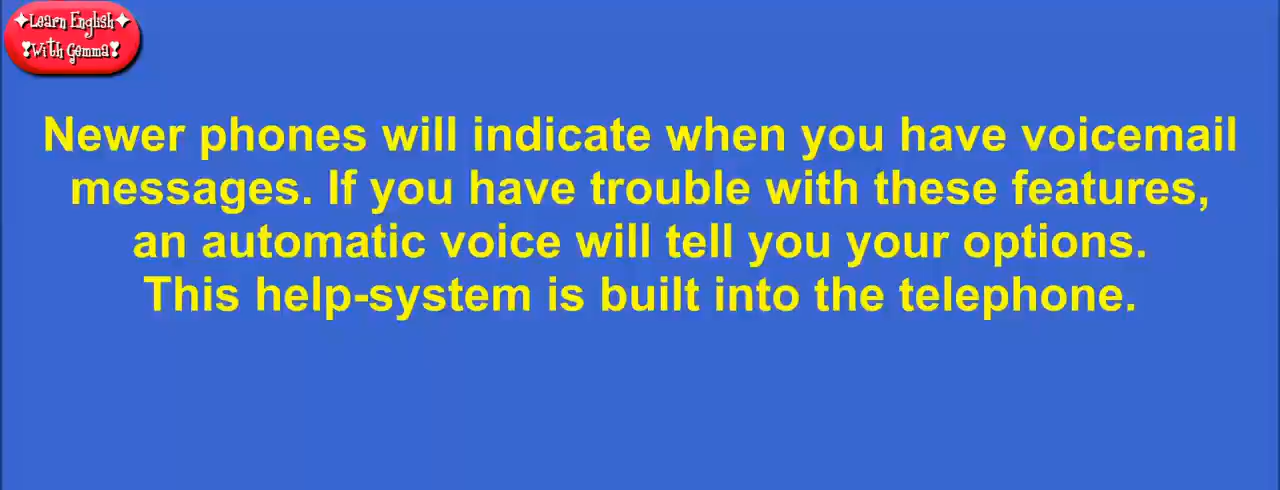 Learn English
With Gemma
Newer phones will indicate when you have voicemail
messages. If you have trouble with these features,
an automatic voice will tell you your options.
This help-system is built into the telephone.